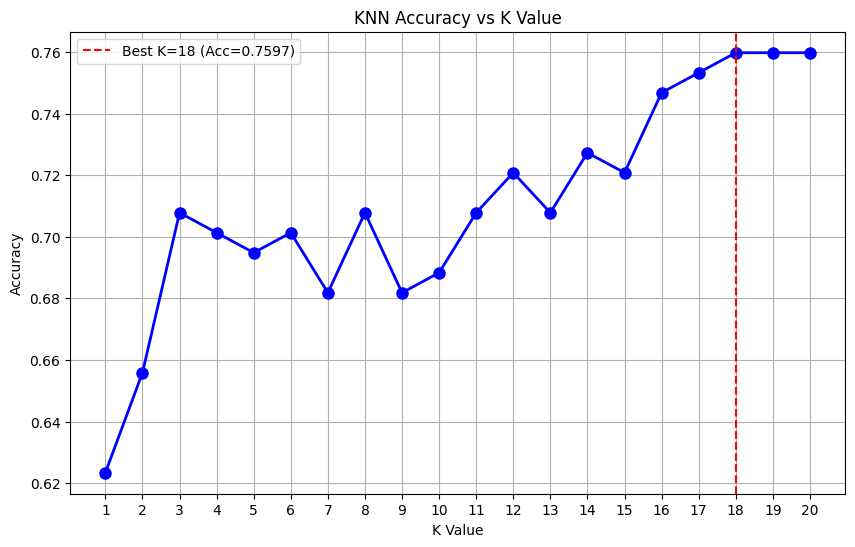 KNN Accuracy vs K Value
Best K=18 (Acc=0.7597)
Accuracy
0.76
0.74
0.72
0.70
0.68
0.66
0.64
0.62
1 2 3 4 5 6 7 8 9 10 11 12 13 14 15 16 17 18 19 20
K Value